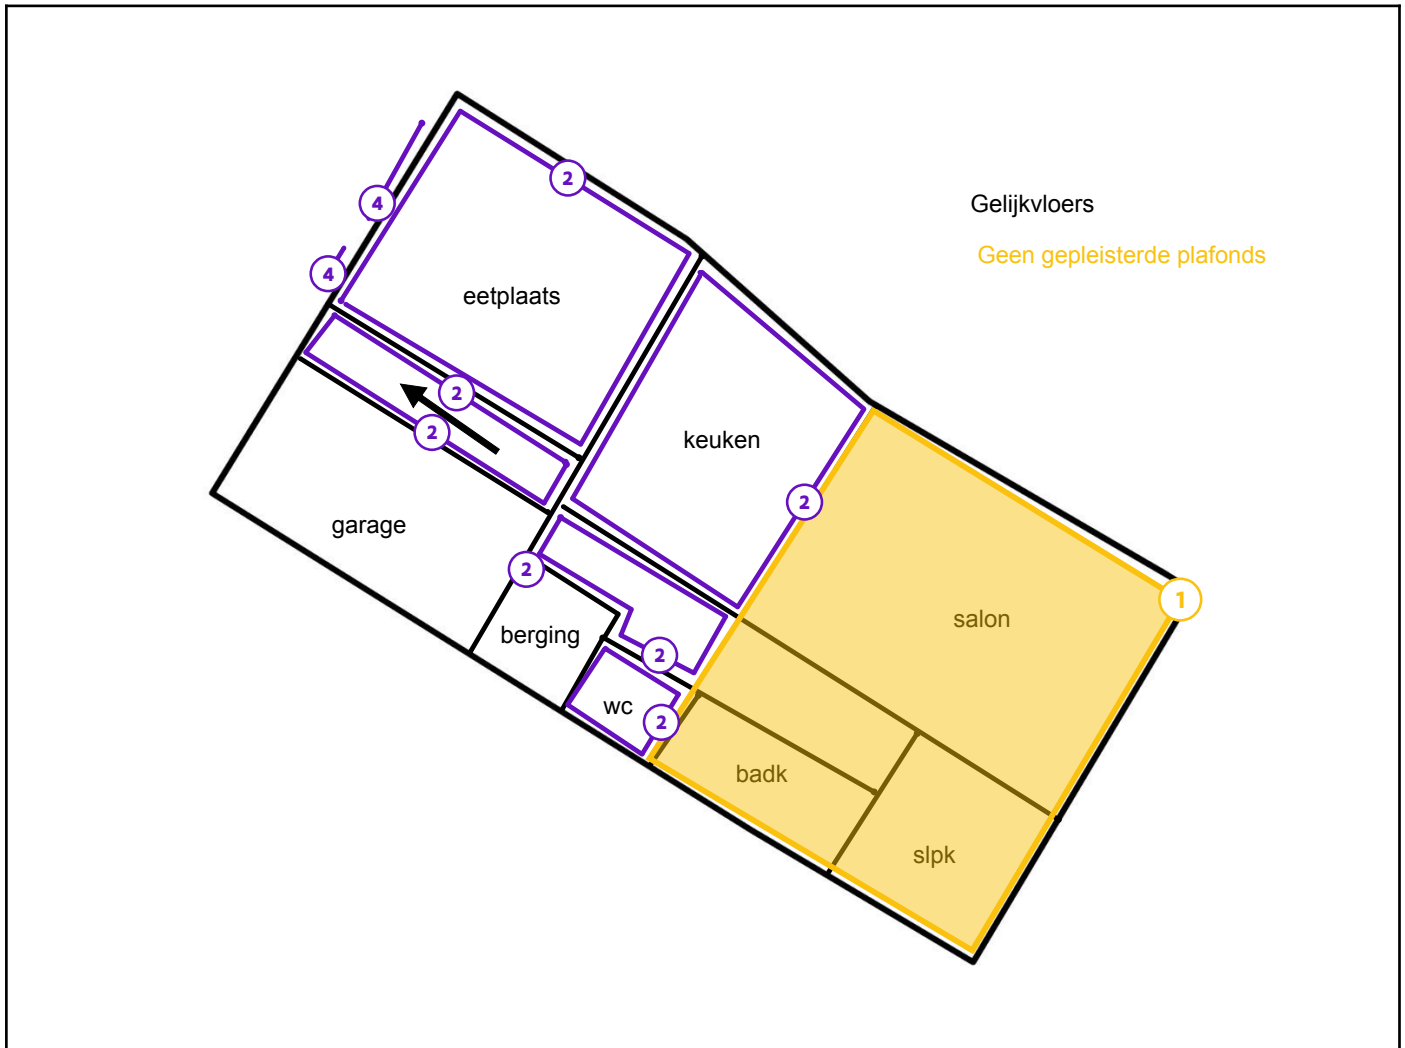 2
4
Gelijkvloers
Geen gepleisterde plafonds
4
eetplaats
2
2
keuken
2
garage
2
1
salon
berging
2
wc
2
badk
slpk